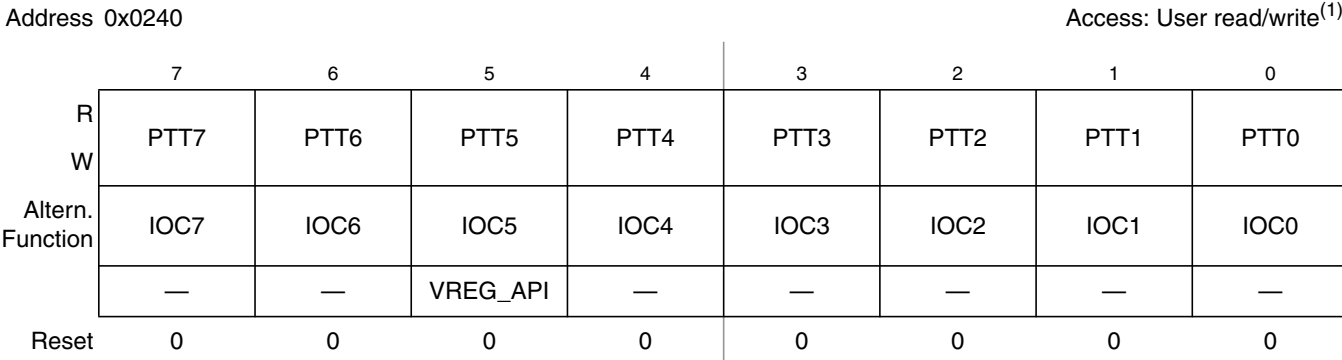 Address 0x0240 Access: User read/write(1)
7 6 5 4 3 2 1 0
R
PTT7 PTT6 PTT5 PTT4 PTT3 PTT2 PTT1 PTT0
W
Altern.
Function IOC7 IOC6 IOC5 IOC4 IOC3 IOC2 IOC1 IOC0
— — VREG_API — — — — —
Reset 0 0 0 0 0 0 0 0